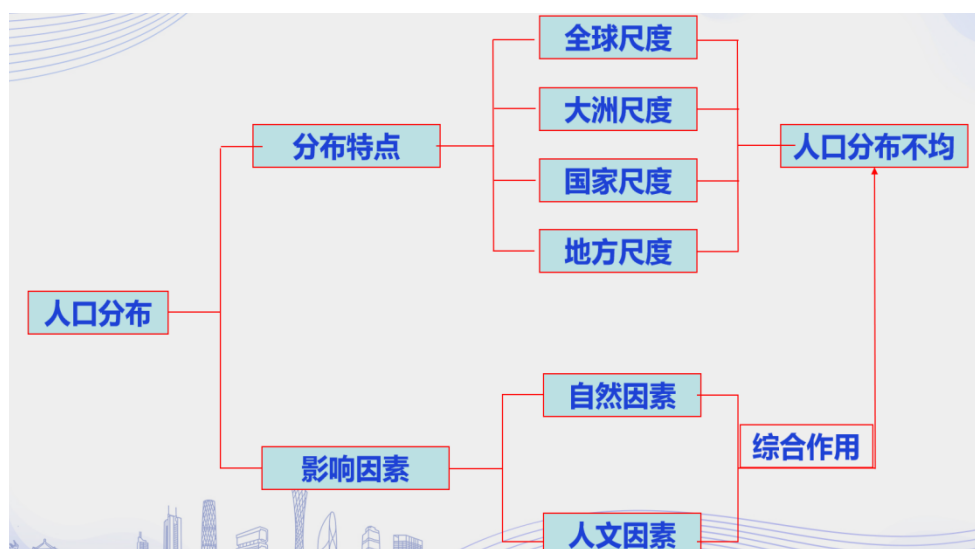 全球尺度
大洲尺度
分布特点
人口分布不均
国家尺度
地方尺度
人口分布
自然因素
综合作用
影响因素
人文因素